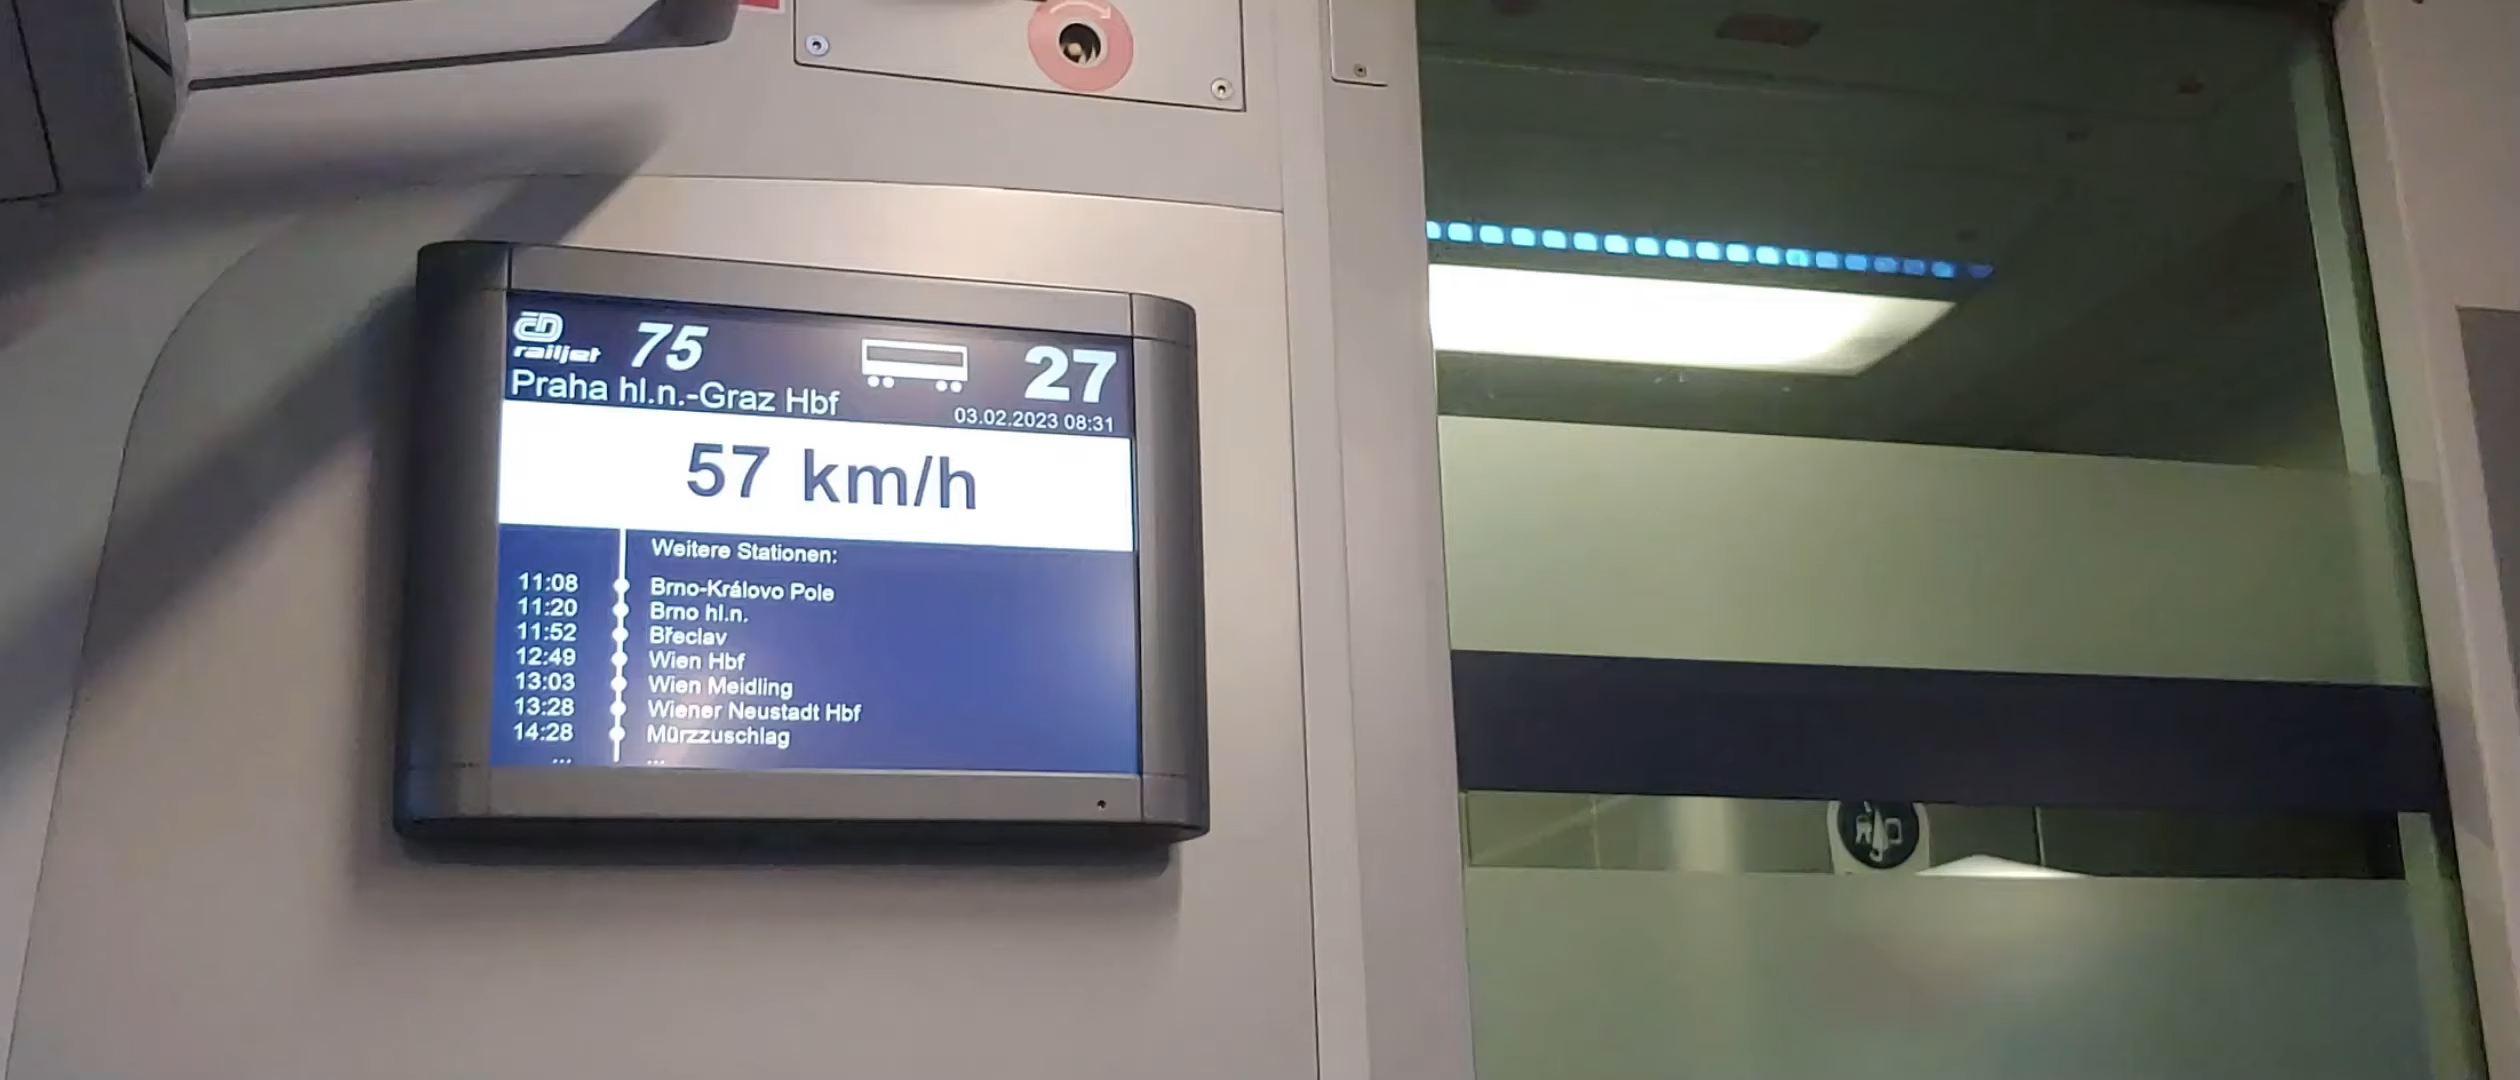 ČD railjet 75 27
Praha hl.n.-Graz Hbf
03.02.2023 08:31
57 km/h
Weitere Stationen:
11:08 Brno-Královo Pole
11:20 Brno hl.n.
11:52 Břeclav
12:49 Wien Hbf
13:03 Wien Meidling
13:28 Wiener Neustadt Hbf
14:28 Mürzzuschlag
... ...